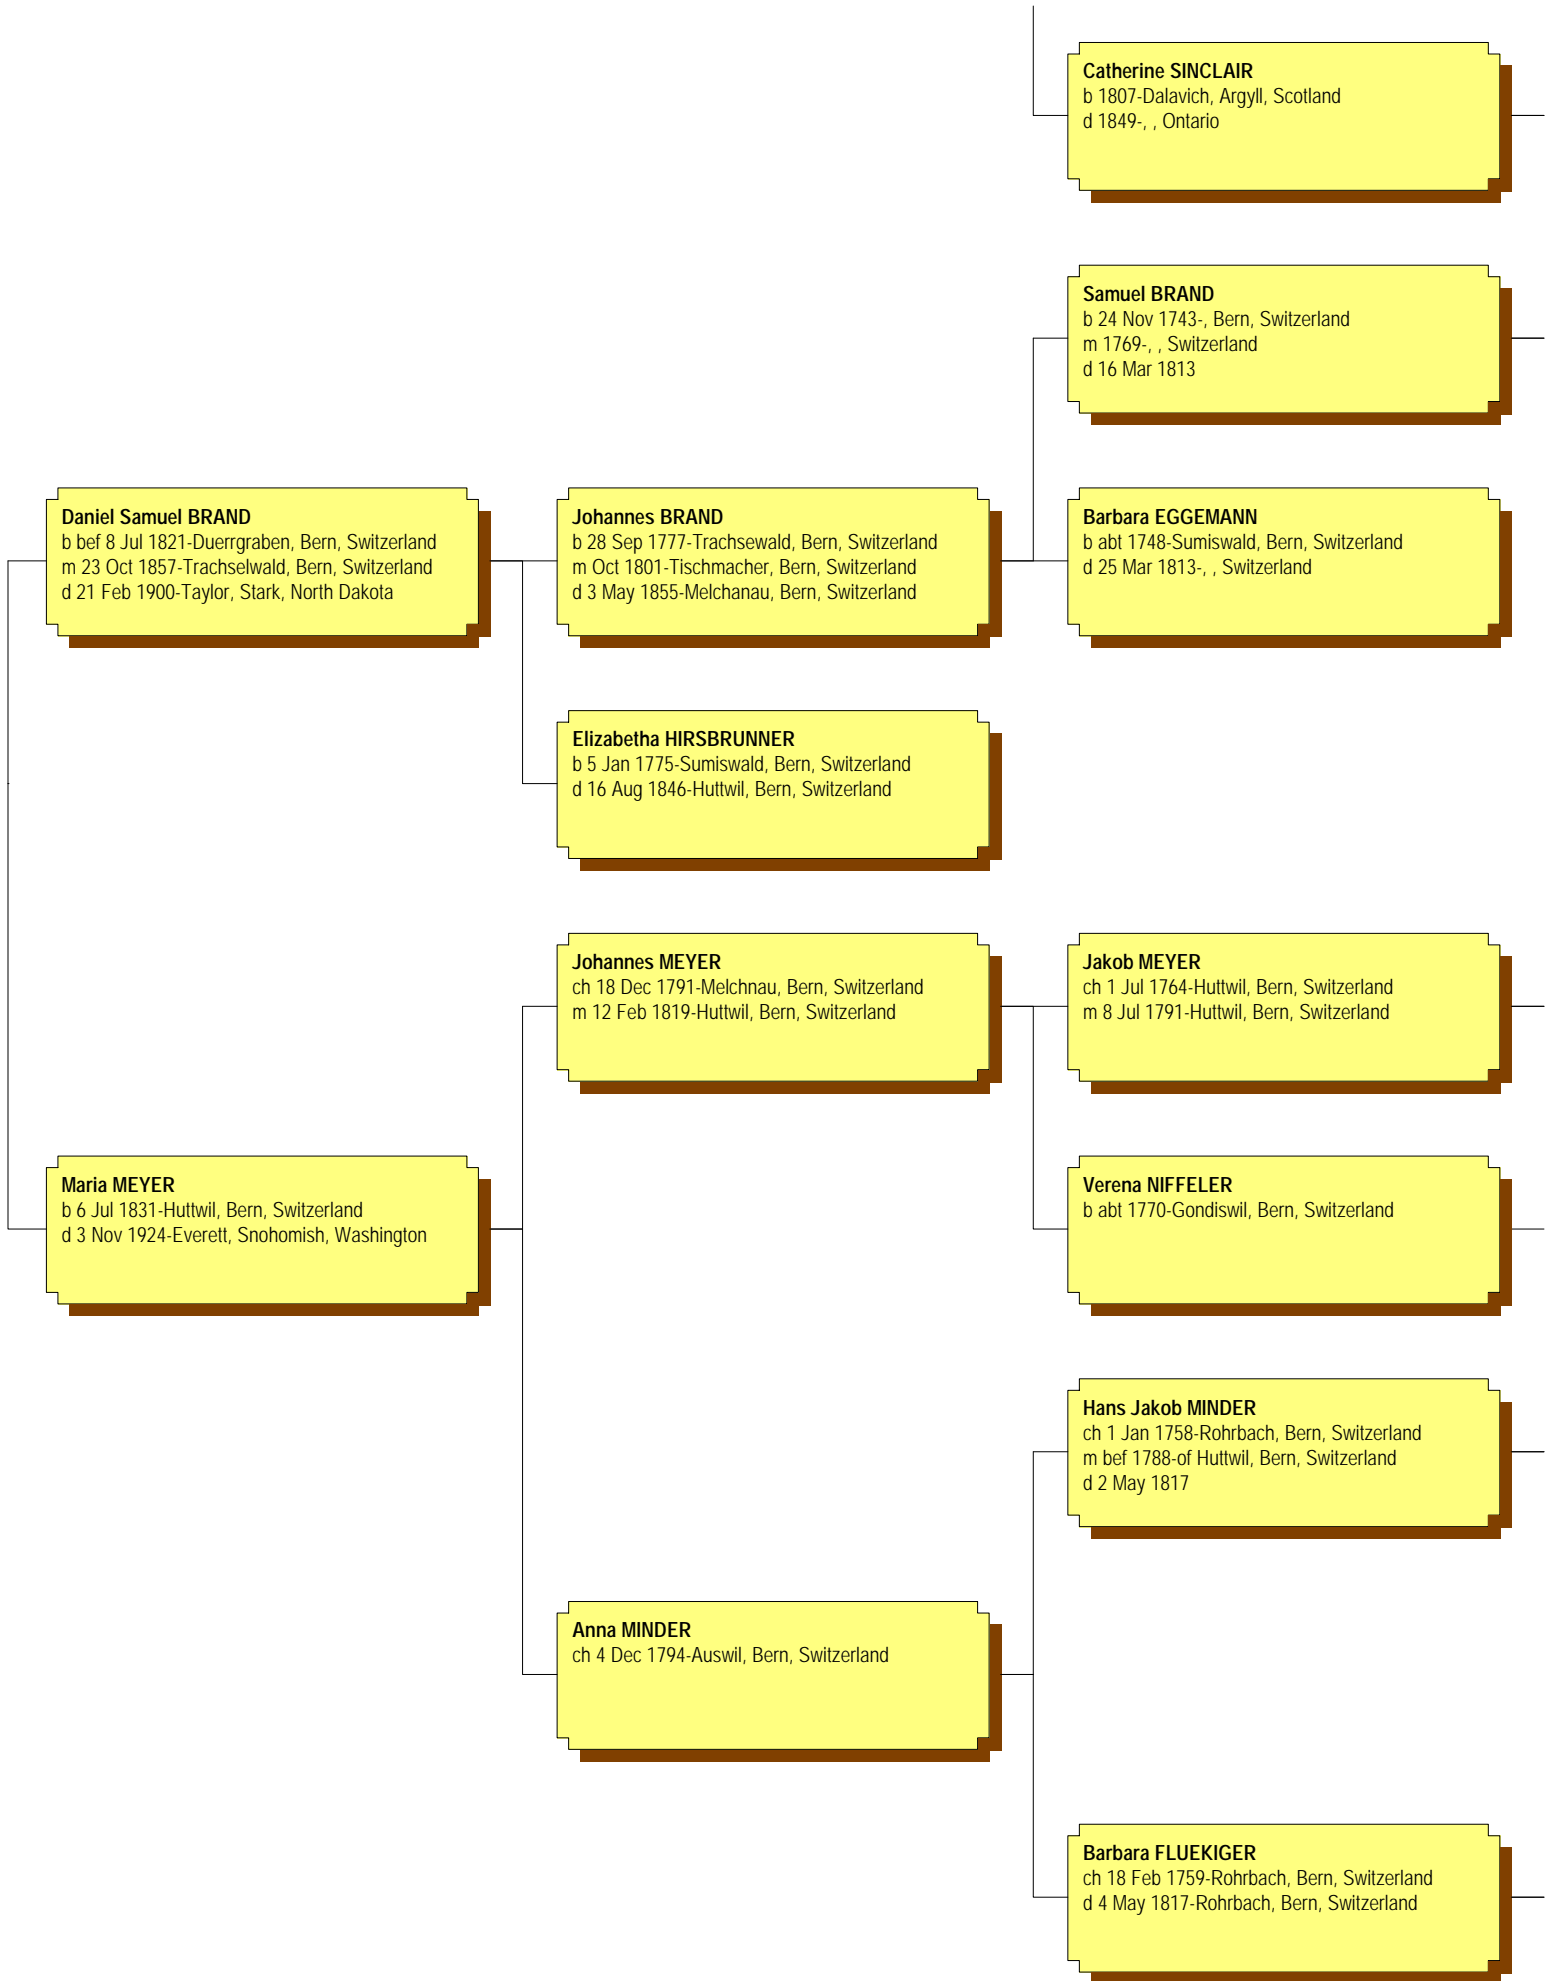 Catherine SINCLAIR
b 1807-Dalavich, Argyll, Scotland
d 1849-, , Ontario
Samuel BRAND
b 24 Nov 1743-, Bern, Switzerland
m 1769-, , Switzerland
d 16 Mar 1813
Daniel Samuel BRAND
b bef 8 Jul 1821-Duerrgraben, Bern, Switzerland
m 23 Oct 1857-Trachselwald, Bern, Switzerland
d 21 Feb 1900-Taylor, Stark, North Dakota
Johannes BRAND
b 28 Sep 1777-Trachsewald, Bern, Switzerland
m Oct 1801-Tischmacher, Bern, Switzerland
d 3 May 1855-Melchanau, Bern, Switzerland
Barbara EGGEMANN
b abt 1748-Sumiswald, Bern, Switzerland
d 25 Mar 1813-, , Switzerland
Elizabetha HIRSBRUNNER
b 5 Jan 1775-Sumiswald, Bern, Switzerland
d 16 Aug 1846-Huttwil, Bern, Switzerland
Johannes MEYER
ch 18 Dec 1791-Melchnau, Bern, Switzerland
m 12 Feb 1819-Huttwil, Bern, Switzerland
Jakob MEYER
ch 1 Jul 1764-Huttwil, Bern, Switzerland
m 8 Jul 1791-Huttwil, Bern, Switzerland
Maria MEYER
b 6 Jul 1831-Huttwil, Bern, Switzerland
d 3 Nov 1924-Everett, Snohomish, Washington
Verena NIFFELER
b abt 1770-Gondiswil, Bern, Switzerland
Hans Jakob MINDER
ch 1 Jan 1758-Rohrbach, Bern, Switzerland
m bef 1788-of Huttwil, Bern, Switzerland
d 2 May 1817
Anna MINDER
ch 4 Dec 1794-Auswil, Bern, Switzerland
Barbara FLUEKIGER
ch 18 Feb 1759-Rohrbach, Bern, Switzerland
d 4 May 1817-Rohrbach, Bern, Switzerland